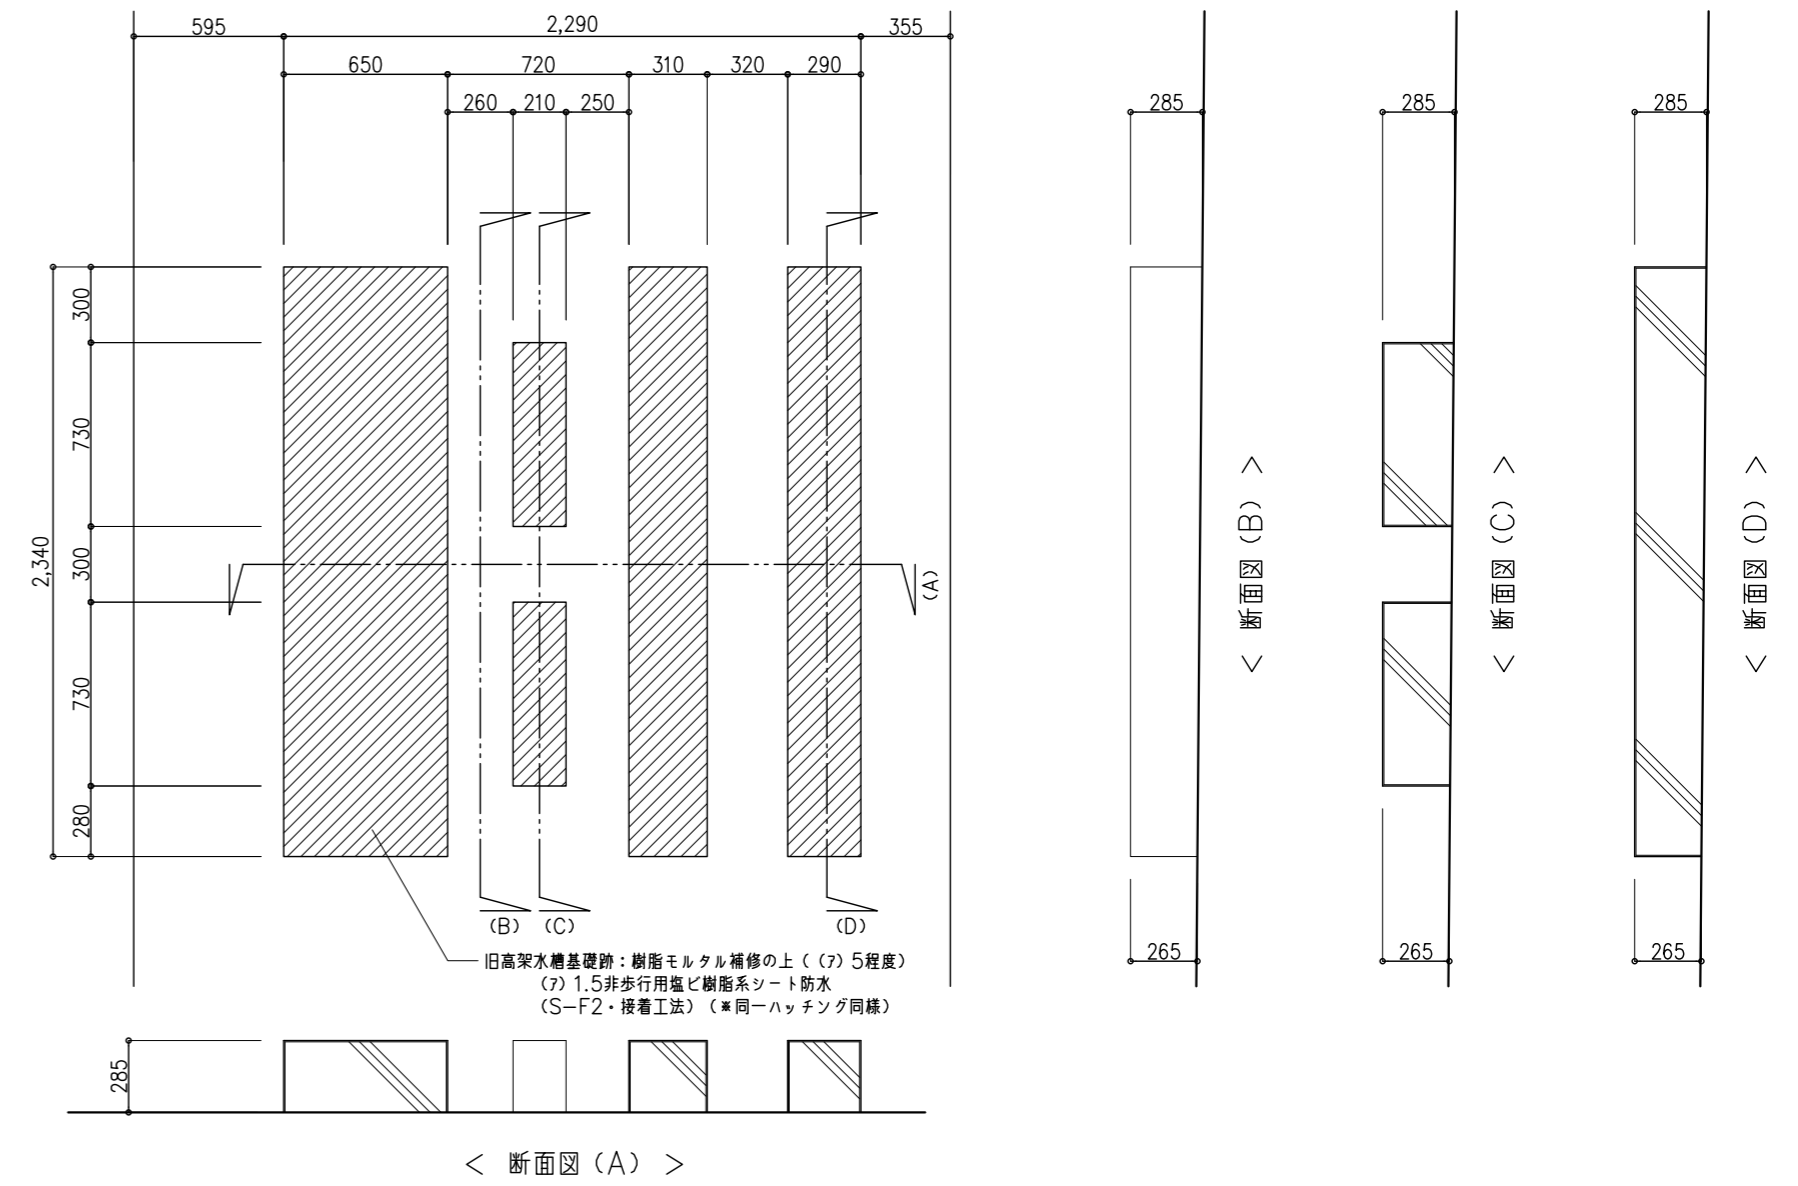 595
2,290
355
650
720
310
320
290
260
210
250
285
285
285
300
730
300
730
280
2,340
(A)
(B)
(C)
(D)
旧高架水槽基礎跡：樹脂モルタル補修の上（（ｱ）5程度）
（ｱ）1.5非歩行用塩ビ樹脂系シート防水
（S−F2・接着工法）（※同一ハッチング同様）
265
265
265
＜ 断面図（B） ＞
＜ 断面図（C） ＞
＜ 断面図（D） ＞
285
＜ 断面図（A） ＞